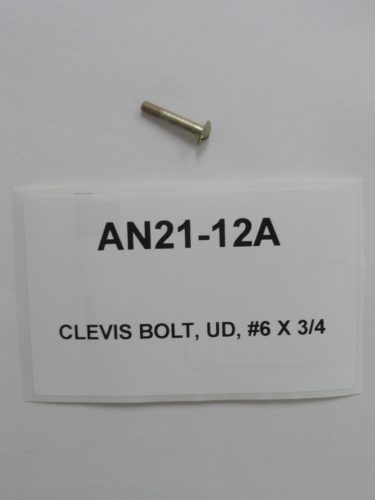 AN21-12A
CLEVIS BOLT, UD, #6 X 3/4